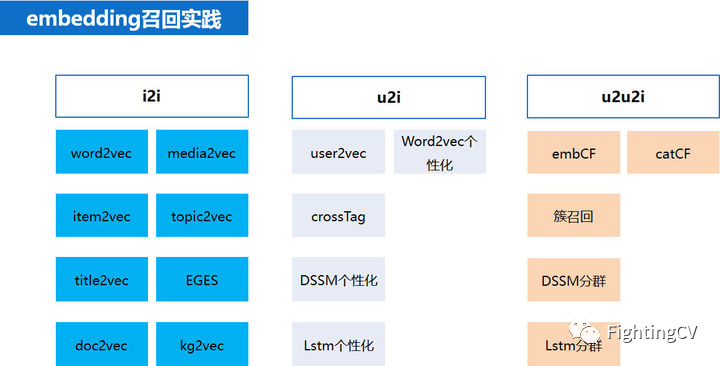 embedding召回实践
i2i
u2i
u2u2i
word2vec
media2vec
user2vec
Word2vec个
性化
embCF
catCF
item2vec
topic2vec
crossTag
簇召回
title2vec
EGES
DSSM个性化
DSSM分群
doc2vec
kg2vec
Lstm个性化
Lstm分群
FightingCV